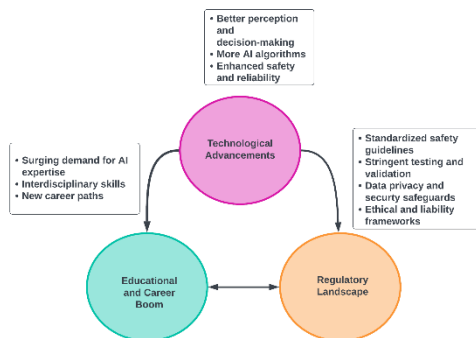 • Better perception
and
decision-making
• More AI algorithms
• Enhanced safety
and reliability
Technological
Advancements
• Surging demand for AI
expertise
• Interdisciplinary skills
• New career paths
• Standardized safety
guidelines
• Stringent testing and
validation
• Data privacy and
securty safeguards
• Ethical and liability
frameworks
Educational
and Career
Boom
Regulatory
Landscape